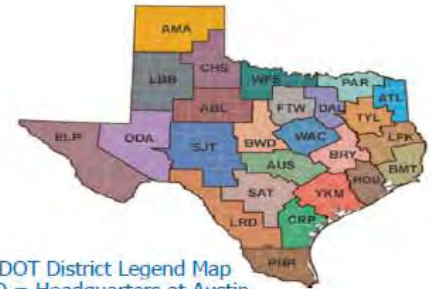 AMA
LBB
CHS
WFS
PAR
ATL
ABL
FTW
DAL
TYL
ELP
ODA
SJT
BWD
WAC
LFK
BRY
AUS
BMT
SAT
YKM
HOU
LRD
CRP
PHR
DOT District Legend Map
= Headquarters at Austin